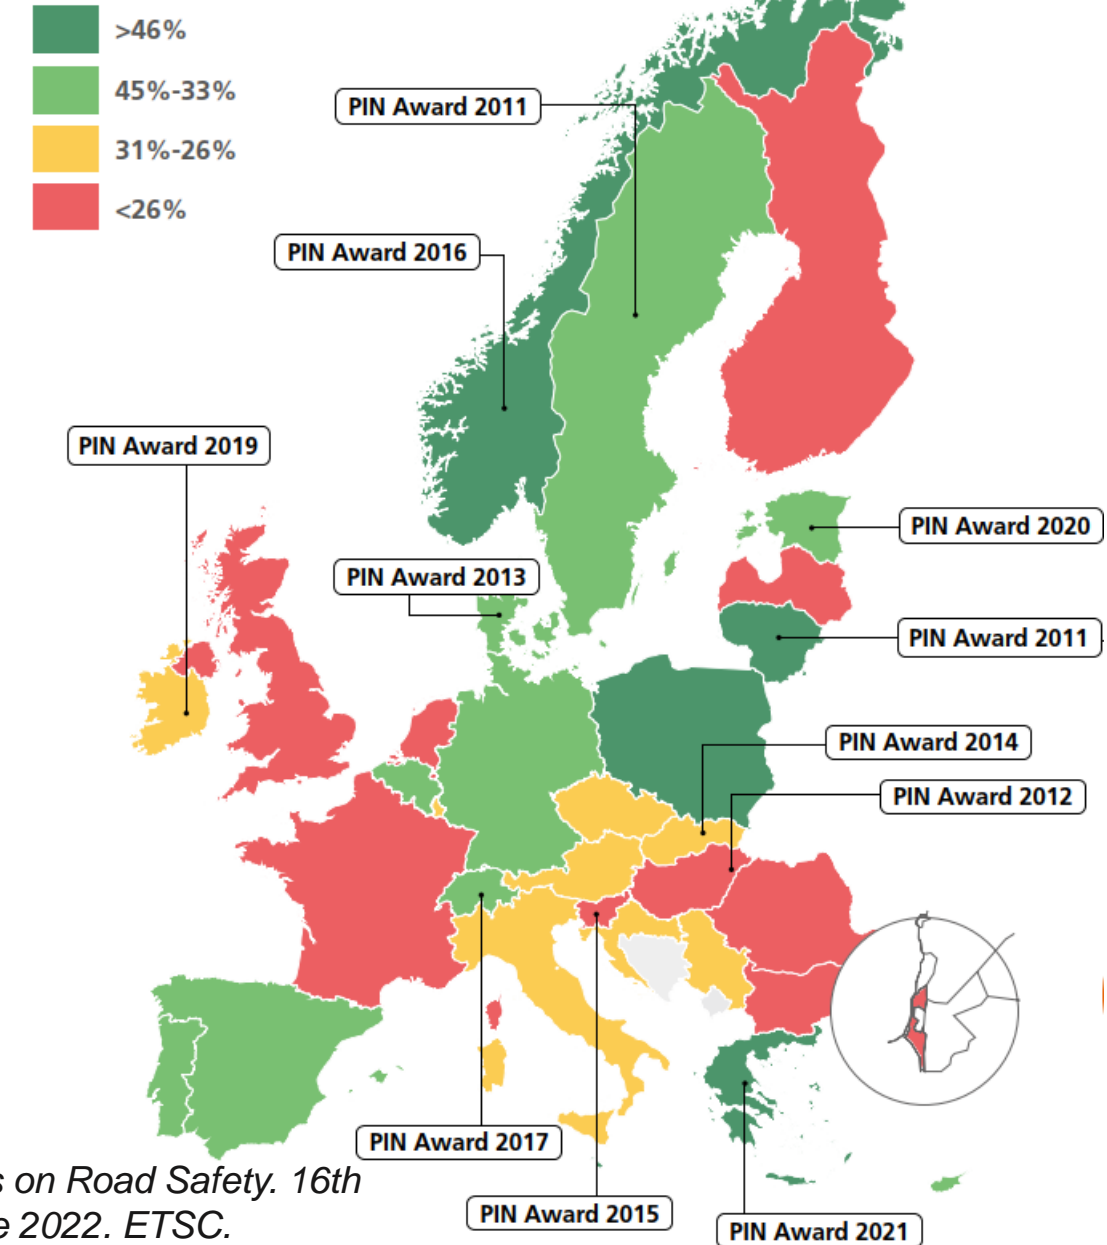 >46%
45%-33%
31%-26%
<26%
PIN Award 2011
PIN Award 2016
PIN Award 2019
PIN Award 2020
PIN Award 2013
PIN Award 2011
PIN Award 2014
PIN Award 2012
PIN Award 2017
PIN Award 2015
PIN Award 2021
on Road Safety. 16th
2022. ETSC.